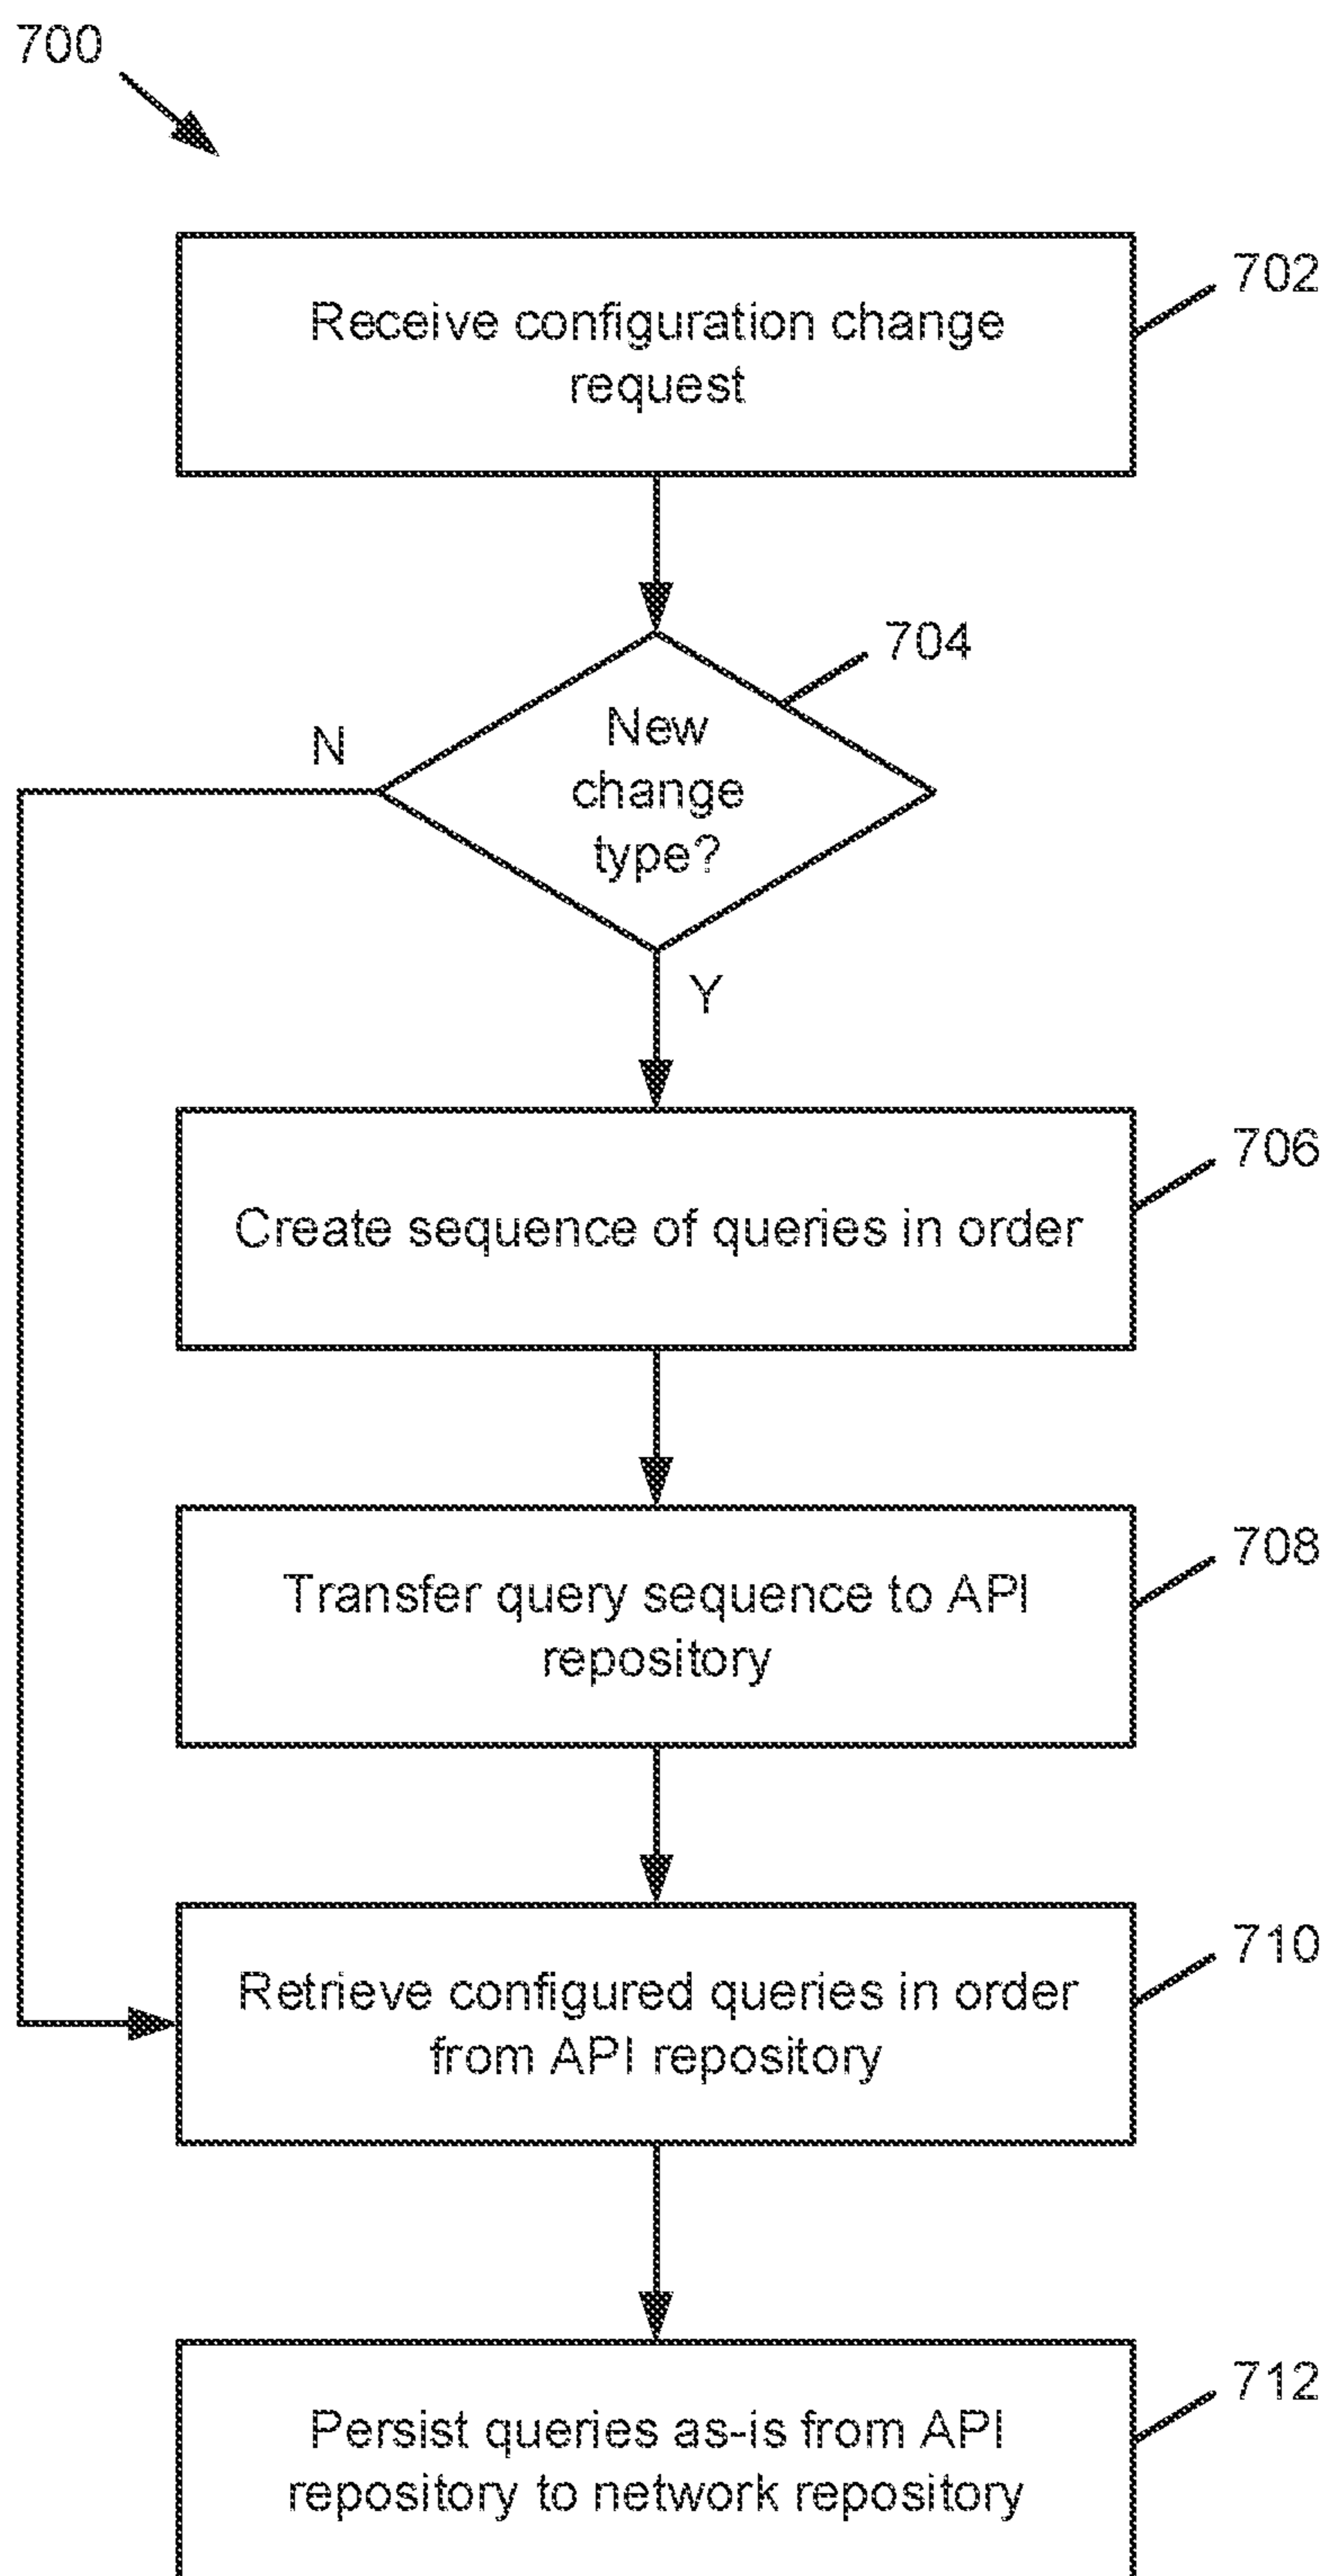 700
Receive configuration change
request
702
New
change
type?
704
N
Y
Create sequence of queries in order
706
Transfer query sequence to API
repository
708
Retrieve configured queries in order
from API repository
710
Persist queries as-is from API
repository to network repository
712